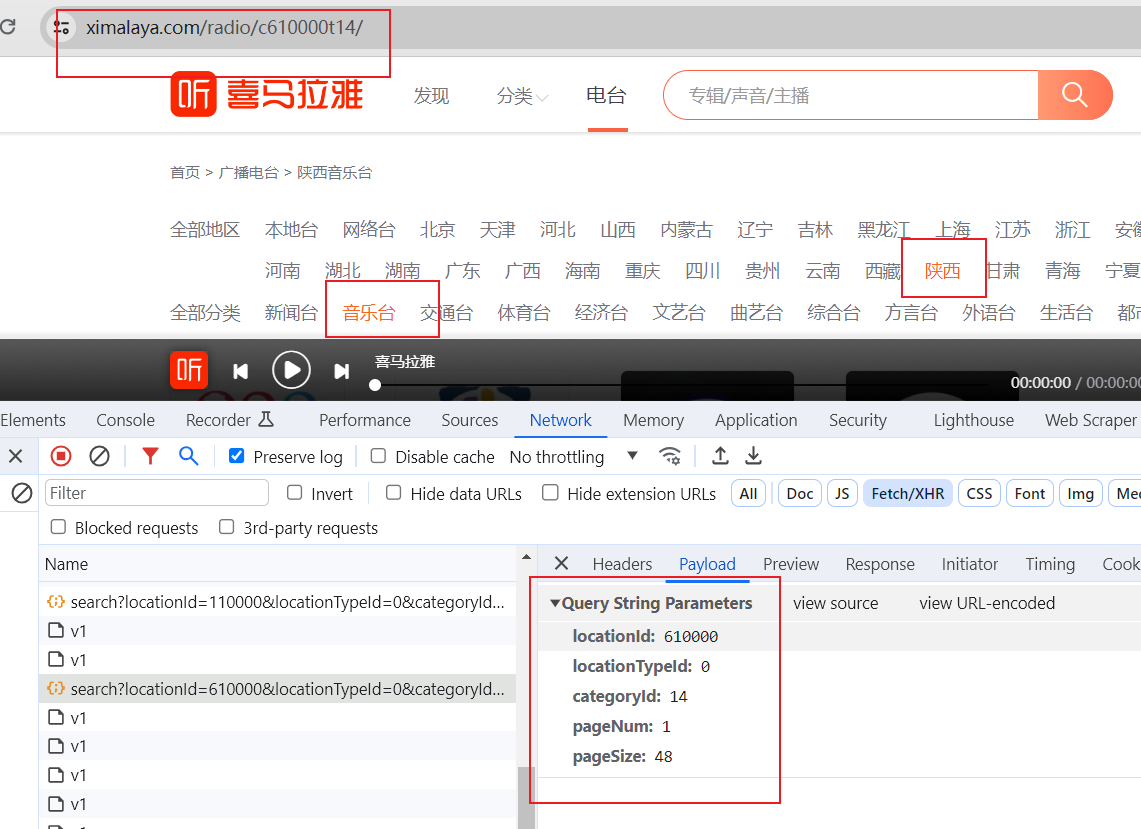 ximalaya.com/radio/c610000t14/
听 喜马拉雅 发现 分类 电台 专辑/声音/主播
首页 > 广播电台 > 陕西音乐台
全部地区 本地台 网络台 北京 天津 河北 山西 内蒙古 辽宁 吉林 黑龙江 上海 江苏 浙江 安徽
河南 湖北 湖南 广东 广西 海南 重庆 四川 贵州 云南 西藏 陕西 甘肃 青海 宁夏
全部分类 新闻台 音乐台 交通台 体育台 经济台 文艺台 曲艺台 综合台 方言台 外语台 生活台 都市
听 喜马拉雅
00:00:00 / 00:00:00
Elements Console Recorder Performance Sources Network Memory Application Security Lighthouse Web Scraper
Preserve log Disable cache No throttling
Filter Invert Hide data URLs Hide extension URLs All Doc JS Fetch/XHR CSS Font Img Mec
Blocked requests 3rd-party requests
Name Headers Payload Preview Response Initiator Timing Cook
search?locationId=110000&locationTypeId=0&categoryId...
v1
v1
search?locationId=610000&locationTypeId=0&categoryId...
v1
v1
v1
v1
Query String Parameters view source view URL-encoded
locationId: 610000
locationTypeId: 0
categoryId: 14
pageNum: 1
pageSize: 48